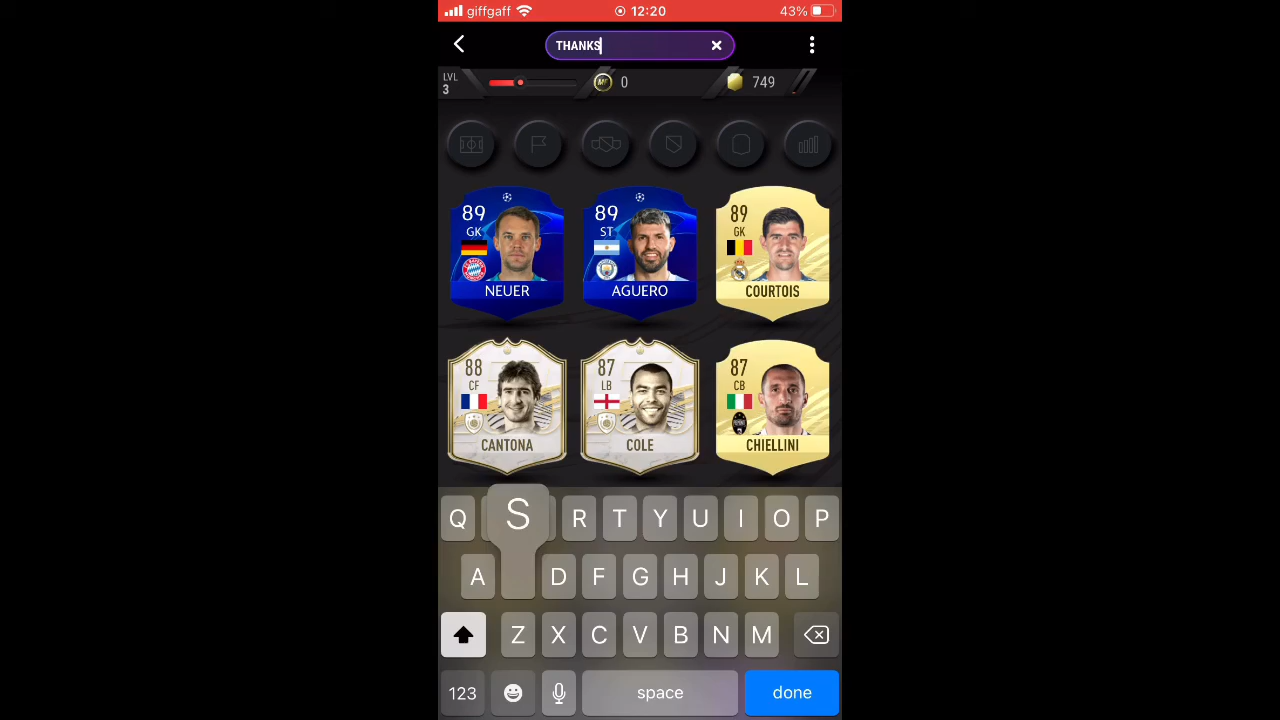 giffgaff 12:20 43%
THANKS
LVL 3 MF 0 749
89 89 89
GK ST GK
NEUER AGUERO COURTOIS
88 87 87
CF LB CB
CANTONA COLE CHIELLINI
Q S R T Y U I O P
A D F G H J K L
Z X C V B N M
123 space done